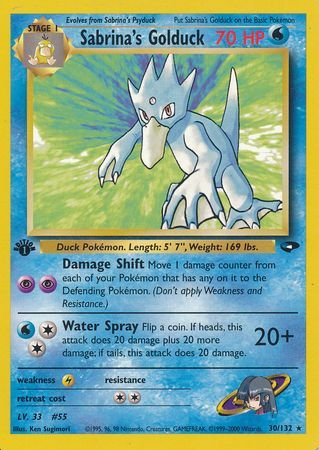 STAGE 1
Evolves from Sabrina's Psyduck
Put Sabrina's Golduck on the Basic Pokémon
Sabrina's Golduck 70 HP
Duck Pokémon. Length: 5' 7", Weight: 169 lbs.
Damage Shift Move 1 damage counter from
each of your Pokémon that has any on it to the
Defending Pokémon. (Don't apply Weakness and
Resistance.)
Water Spray Flip a coin. If heads, this
attack does 20 damage plus 20 more
damage; if tails, this attack does 20 damage.
20+
weakness
resistance
retreat cost
LV. 33 #55
Illus. Ken Sugimori
©1995, 96, 98 Nintendo, Creatures, GAMEFREAK. ©1999-2000 Wizards.
30/132